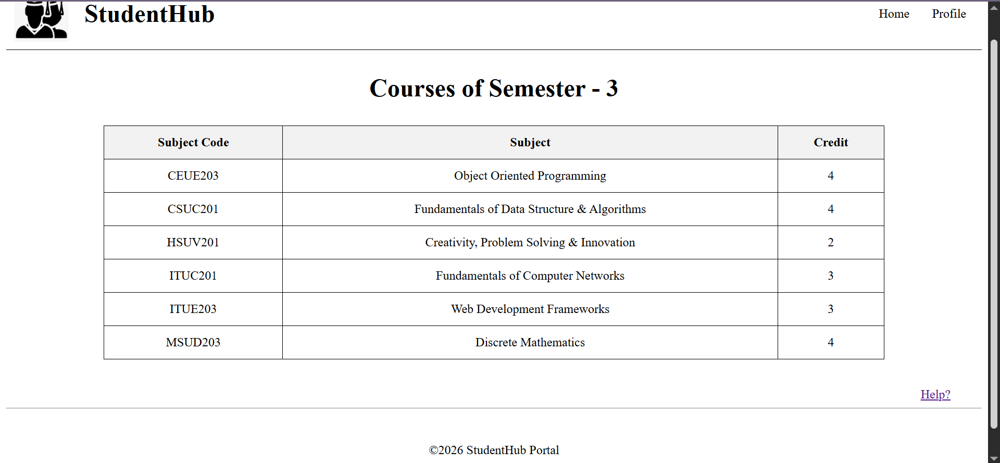 StudentHub Home Profile
Courses of Semester - 3
Subject Code Subject Credit
CEUE203 Object Oriented Programming 4
CSUC201 Fundamentals of Data Structure & Algorithms 4
HSUV201 Creativity, Problem Solving & Innovation 2
ITUC201 Fundamentals of Computer Networks 3
ITUE203 Web Development Frameworks 3
MSUD203 Discrete Mathematics 4
Help?
©2026 StudentHub Portal